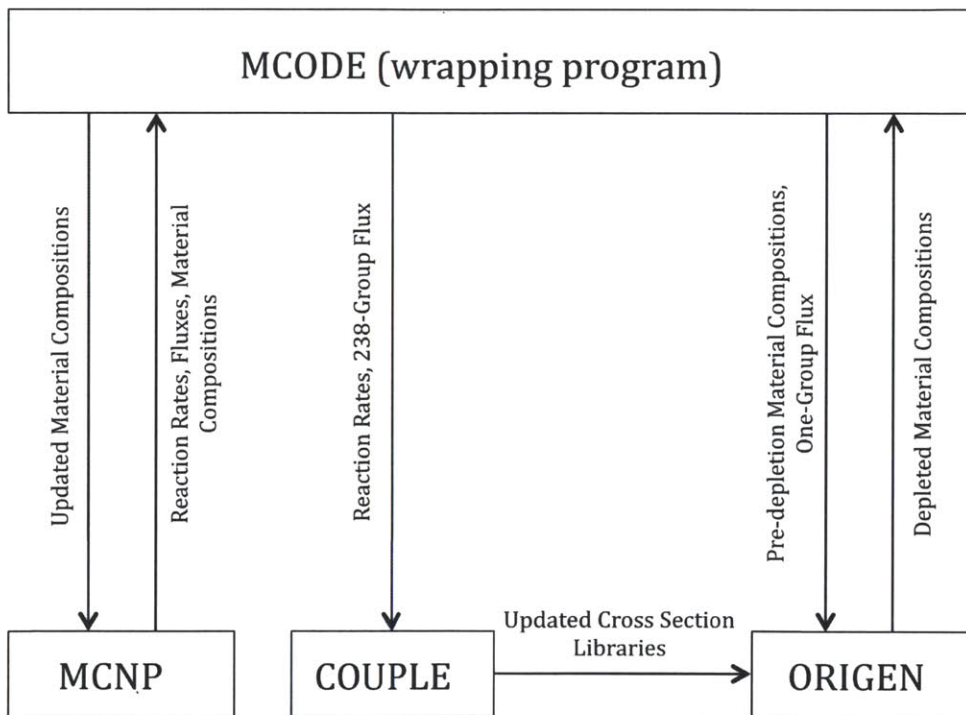 MCODE (wrapping program)
Updated Material Compositions
Reaction Rates, Fluxes, Material
Compositions
Reaction Rates, 238-Group Flux
Pre-depletion Material Compositions,
One-Group Flux
Depleted Material Compositions
Updated Cross Section
Libraries
MCNP
COUPLE
ORIGEN